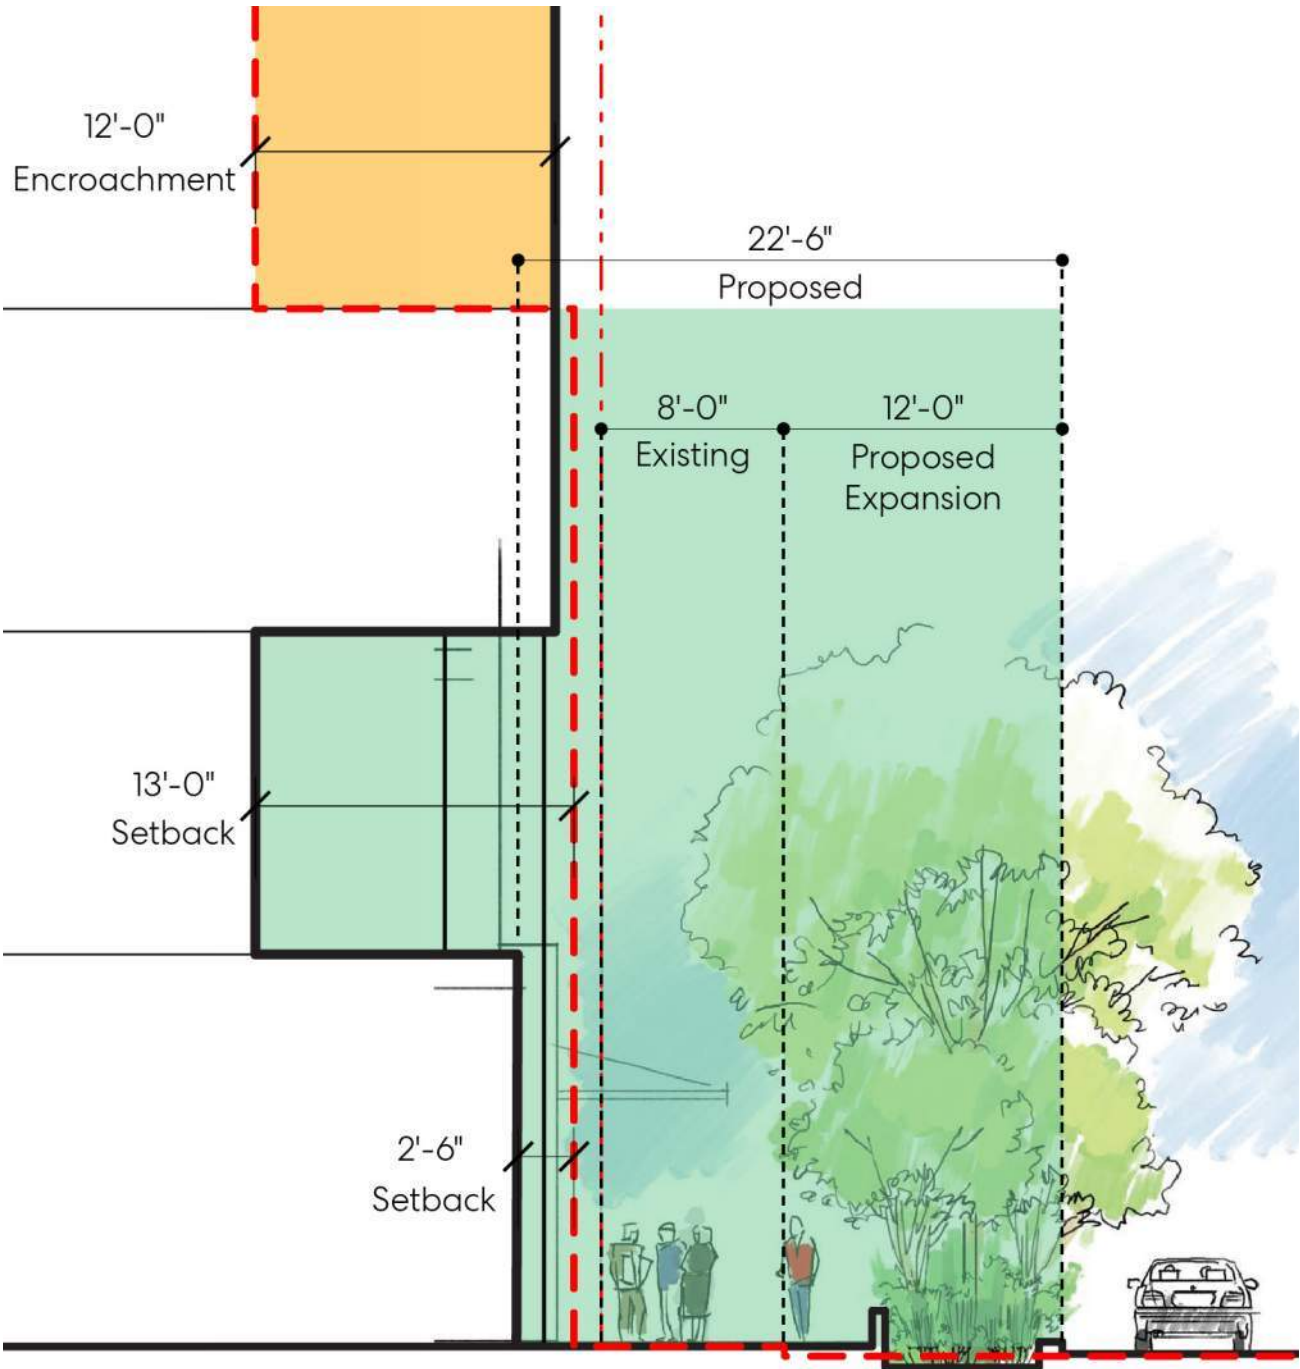 12'-0"
Encroachment
22'-6"
Proposed
8'-0"
Existing
12'-0"
Proposed
Expansion
13'-0"
Setback
2'-6"
Setback